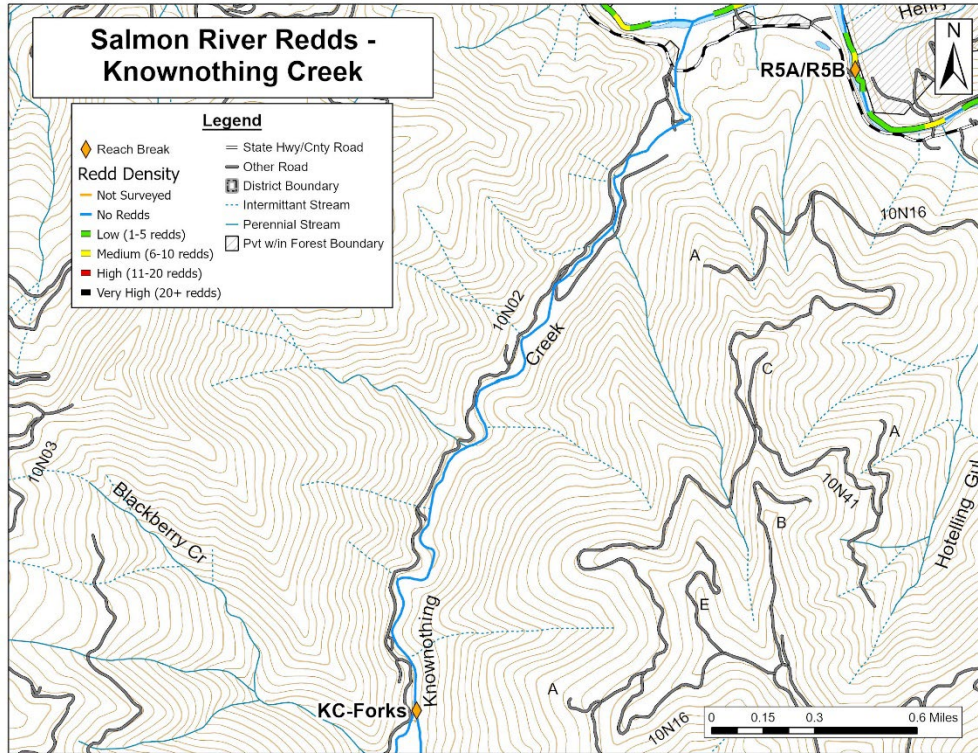 Salmon River Redds -
Knownothing Creek
Legend
Reach Break
Redd Density
Not Surveyed
No Redds
Low (1-5 redds)
Medium (6-10 redds)
High (11-20 redds)
Very High (20+ redds)
State Hwy/Cnty Road
Other Road
District Boundary
Intermittant Stream
Perennial Stream
Pvt w/in Forest Boundary
Henry
N
R5A/R5B
10N16
A
10N02
Creek
C
A
10N03
10N41
Blackberry Cr
B
Hotelling Gul
E
Knownothing
KC-Forks
A
10N16
0 0.15 0.3 0.6 Miles